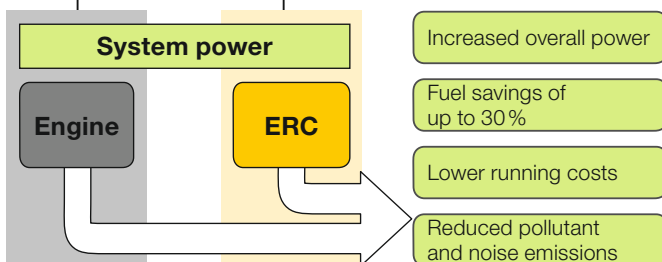 System power
Engine
ERC
Increased overall power
Fuel savings of
up to 30 %
Lower running costs
Reduced pollutant
and noise emissions